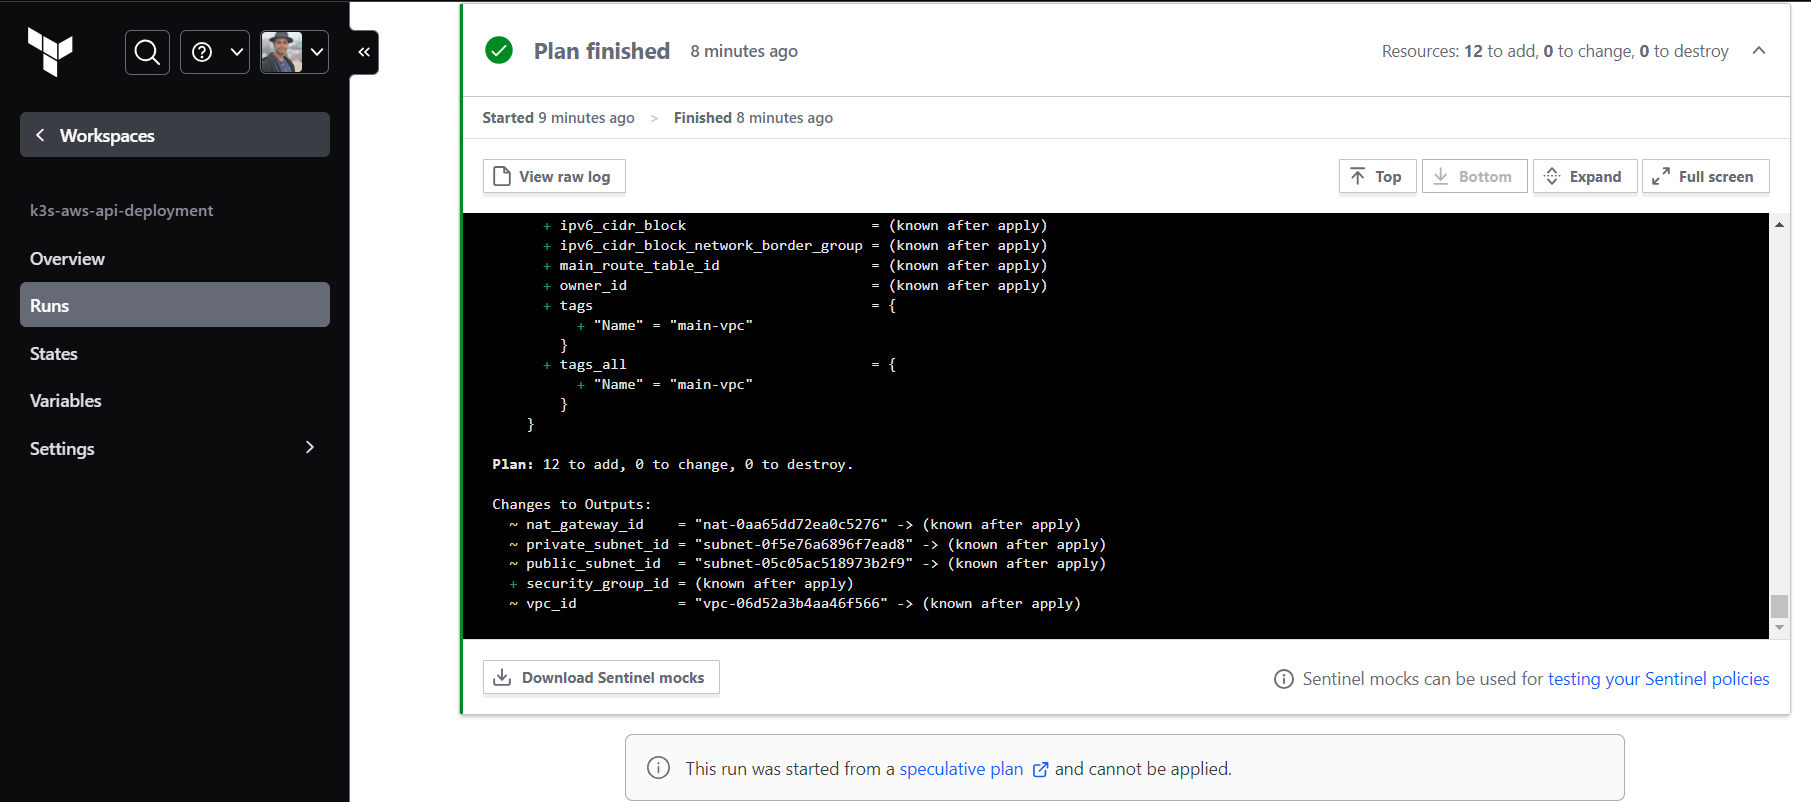 Workspaces
k3s-aws-api-deployment
Overview
Runs
States
Variables
Settings
Plan finished 8 minutes ago Resources: 12 to add, 0 to change, 0 to destroy
Started 9 minutes ago > Finished 8 minutes ago
View raw log Top Bottom Expand Full screen
+ ipv6_cidr_block = (known after apply)
+ ipv6_cidr_block_network_border_group = (known after apply)
+ main_route_table_id = (known after apply)
+ owner_id = (known after apply)
+ tags = {
+ "Name" = "main-vpc"
}
+ tags_all = {
+ "Name" = "main-vpc"
}
}
Plan: 12 to add, 0 to change, 0 to destroy.
Changes to Outputs:
~ nat_gateway_id = "nat-0aa65dd72ea0c5276" -> (known after apply)
~ private_subnet_id = "subnet-0f5e76a6896f7ead8" -> (known after apply)
~ public_subnet_id = "subnet-05c05ac518973b2f9" -> (known after apply)
+ security_group_id = (known after apply)
~ vpc_id = "vpc-06d52a3b4aa46f566" -> (known after apply)
Download Sentinel mocks Sentinel mocks can be used for testing your Sentinel policies
This run was started from a speculative plan and cannot be applied.